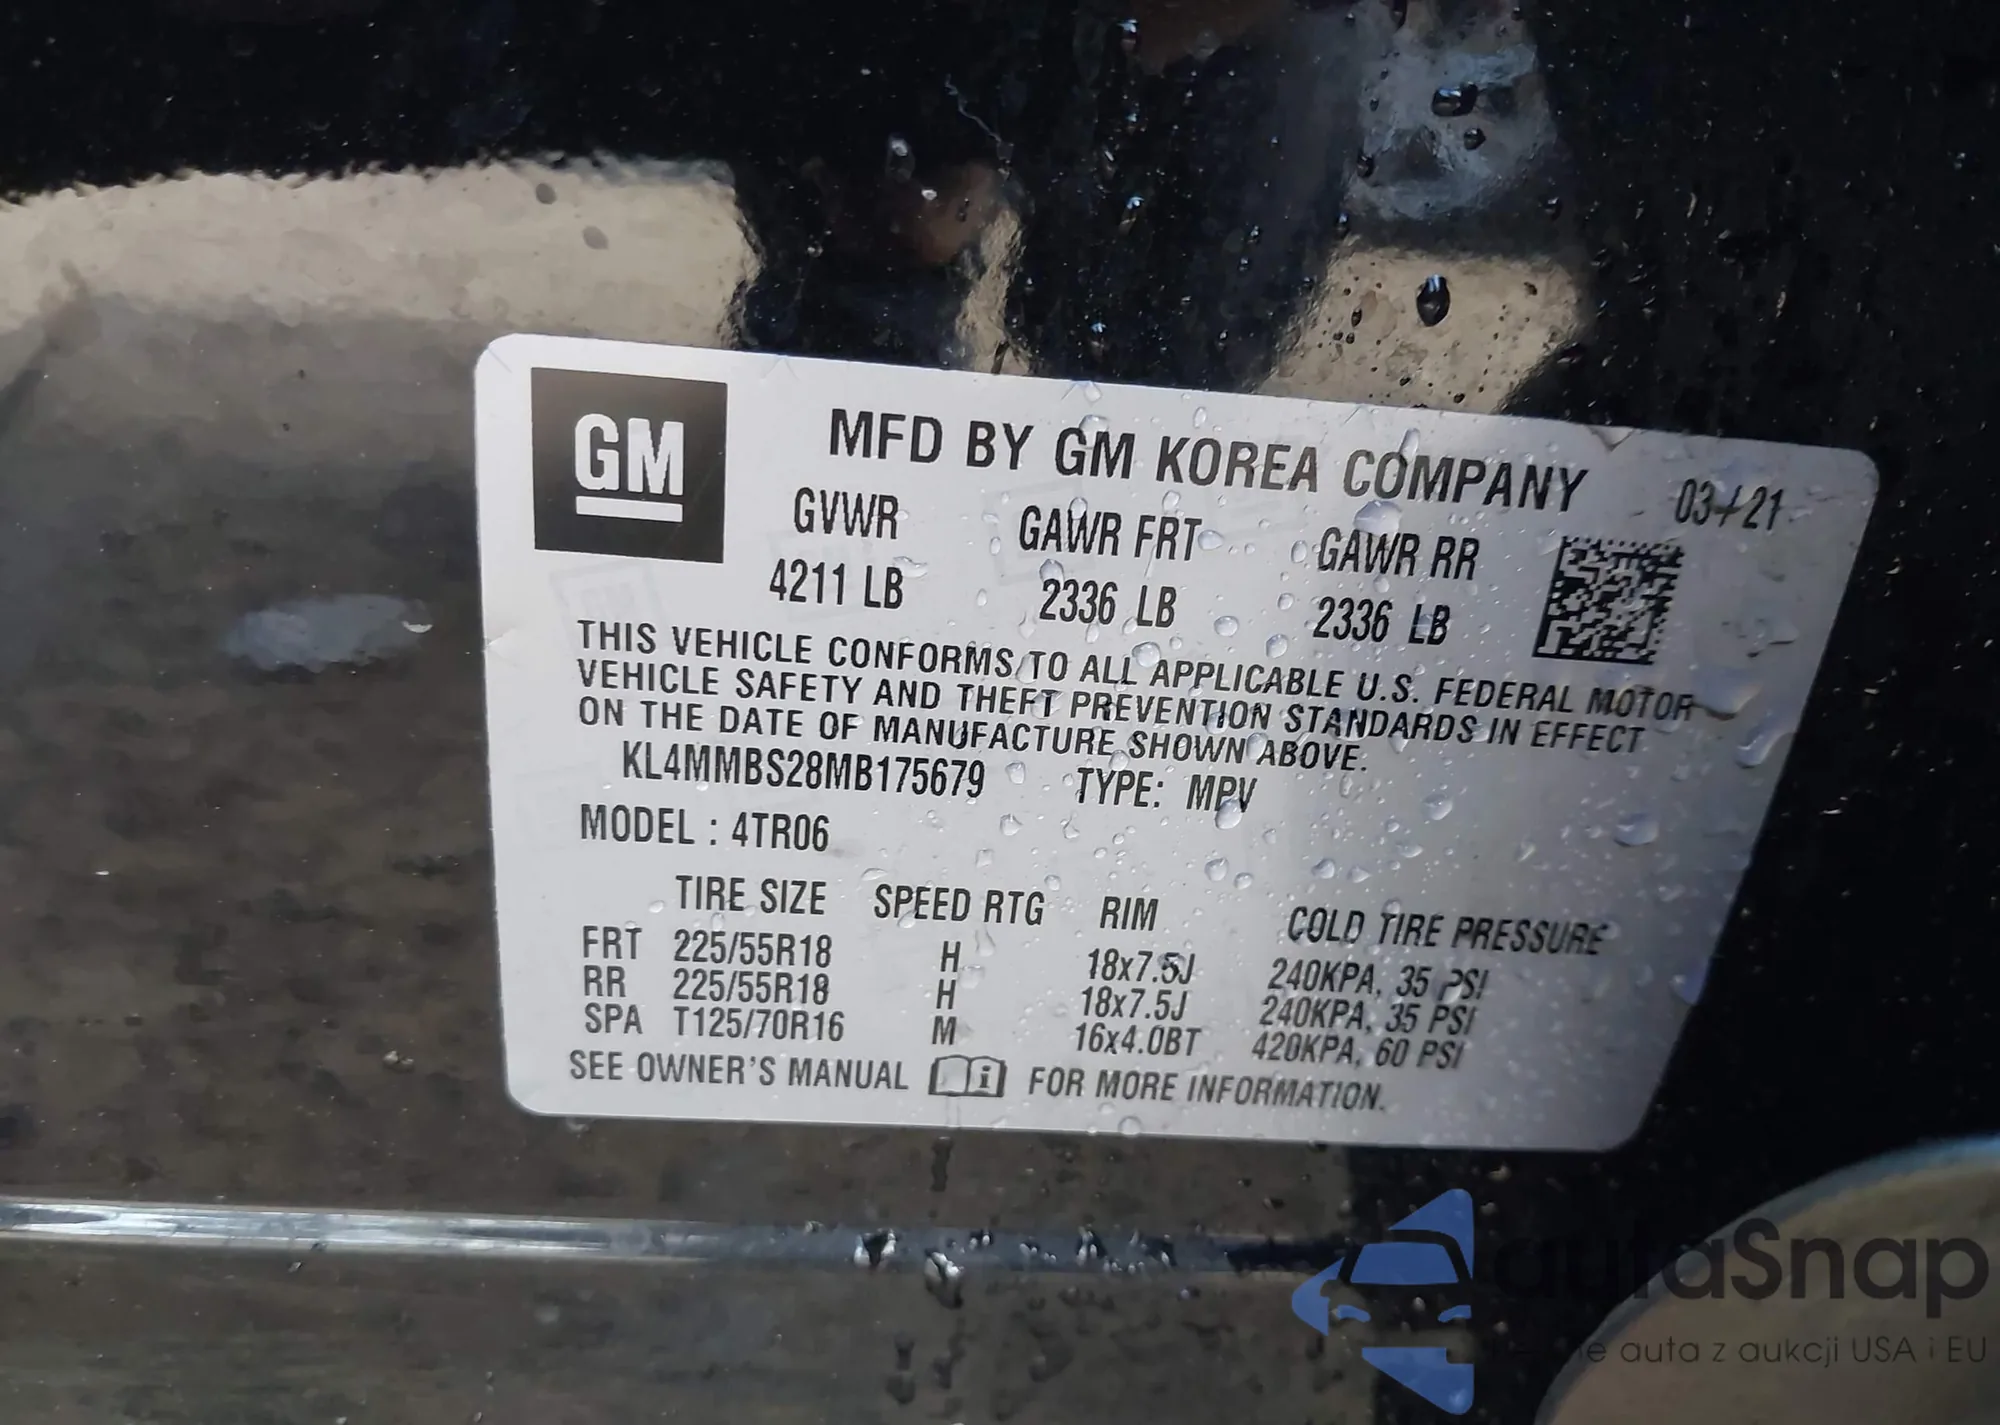 GM
MFD BY GM KOREA COMPANY 03/21
GVWR GAWR FRT GAWR RR
4211 LB 2336 LB 2336 LB
THIS VEHICLE CONFORMS TO ALL APPLICABLE U.S. FEDERAL MOTOR
VEHICLE SAFETY AND THEFT PREVENTION STANDARDS IN EFFECT
ON THE DATE OF MANUFACTURE SHOWN ABOVE.
KL4MMBS28MB175679 TYPE: MPV
MODEL : 4TR06
TIRE SIZE SPEED RTG RIM COLD TIRE PRESSURE
FRT 225/55R18 H 18x7.5J 240KPA, 35 PSI
RR 225/55R18 H 18x7.5J 240KPA, 35 PSI
SPA T125/70R16 M 16x4.0BT 420KPA, 60 PSI
SEE OWNER'S MANUAL i FOR MORE INFORMATION.
auraSnap
auta z aukcji USA i EU